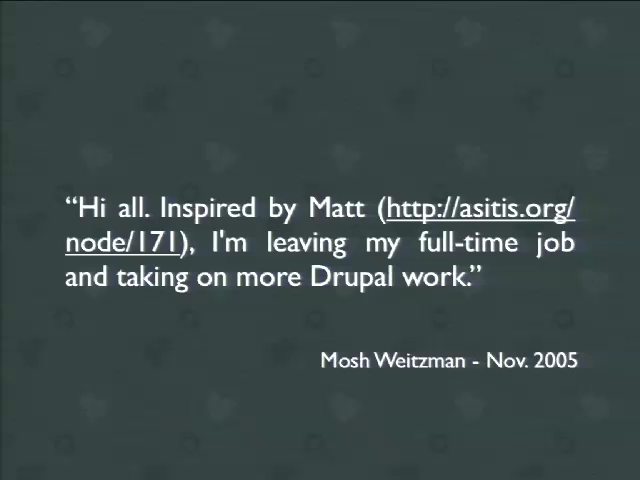 “Hi all. Inspired by Matt (http://asitis.org/
node/171), I'm leaving my full-time job
and taking on more Drupal work.”
Mosh Weitzman - Nov. 2005